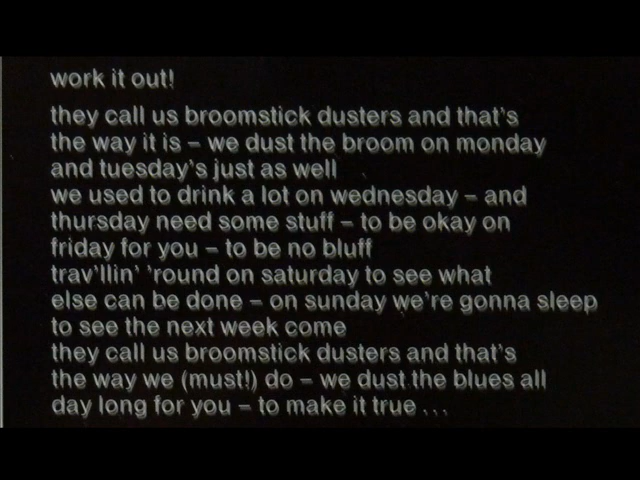 work it out!
they call us broomstick dusters and that's
the way it is – we dust the broom on monday
and tuesday's just as well
we used to drink a lot on wednesday – and
thursday need some stuff – to be okay on
friday for you – to be no bluff
trav'llin' 'round on saturday to see what
else can be done – on sunday we're gonna sleep
to see the next week come
they call us broomstick dusters and that's
the way we (must!) do – we dust the blues all
day long for you – to make it true ...